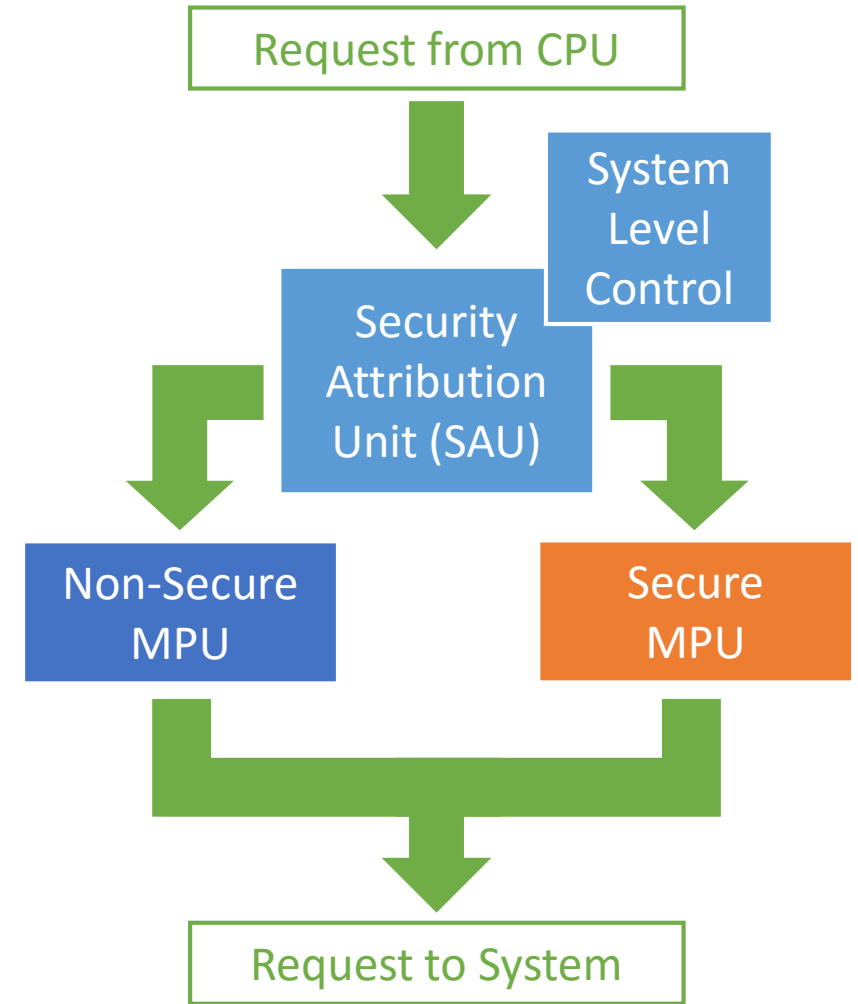 Request from CPU
System
Level
Control
Security
Attribution
Unit (SAU)
Non-Secure
MPU
Secure
MPU
Request to System